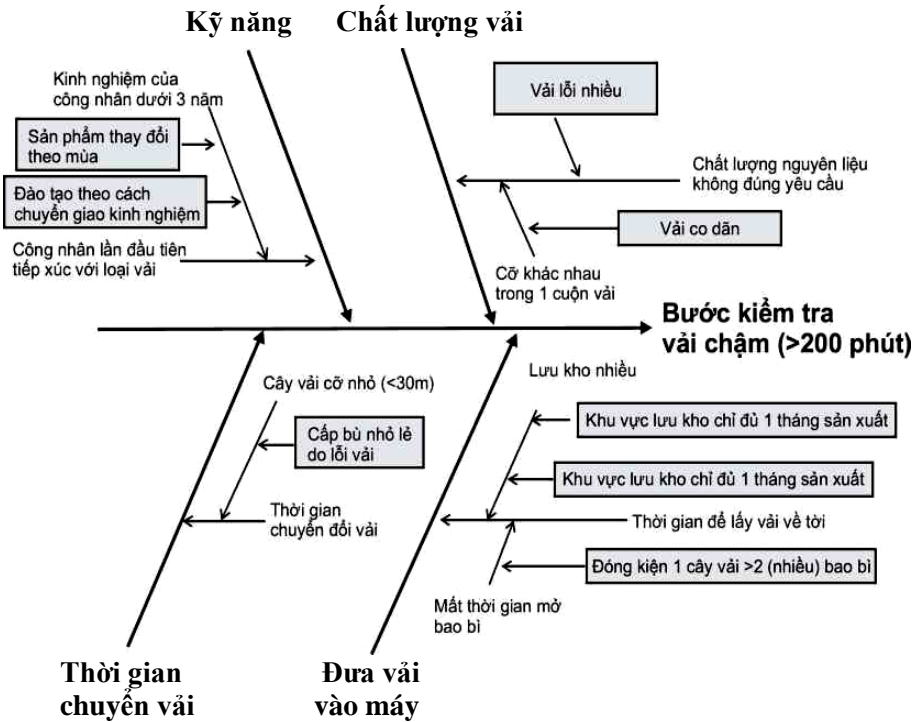 Kỹ năng
Chất lượng vải
Kinh nghiệm của
công nhân dưới 3 năm
Sản phẩm thay đổi
theo mùa
Đào tạo theo cách
chuyển giao kinh nghiệm
Công nhân lần đầu tiên
tiếp xúc với loại vải
Vải lỗi nhiều
Chất lượng nguyên liệu
không đúng yêu cầu
Vải co dãn
Cỡ khác nhau
trong 1 cuộn vải
Bước kiểm tra
vải chậm (>200 phút)
Cây vải cỡ nhỏ (<30m)
Cấp bù nhỏ lẻ
do lỗi vải
Thời gian
chuyển đổi vải
Lưu kho nhiều
Khu vực lưu kho chỉ đủ 1 tháng sản xuất
Khu vực lưu kho chỉ đủ 1 tháng sản xuất
Thời gian để lấy vải về tời
Đóng kiện 1 cây vải >2 (nhiều) bao bì
Mất thời gian mở
bao bì
Thời gian
chuyển vải
Đưa vải
vào máy